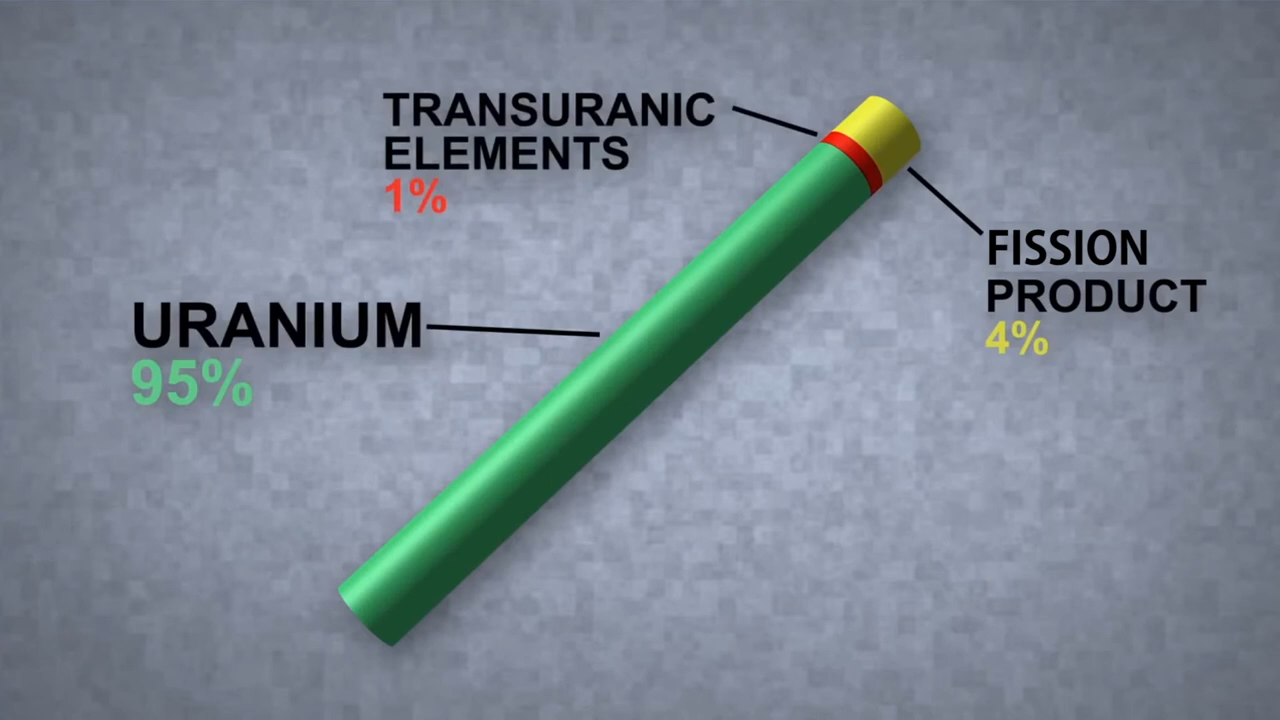 TRANSURANIC
ELEMENTS
1%
URANIUM
95%
FISSION
PRODUCT
4%